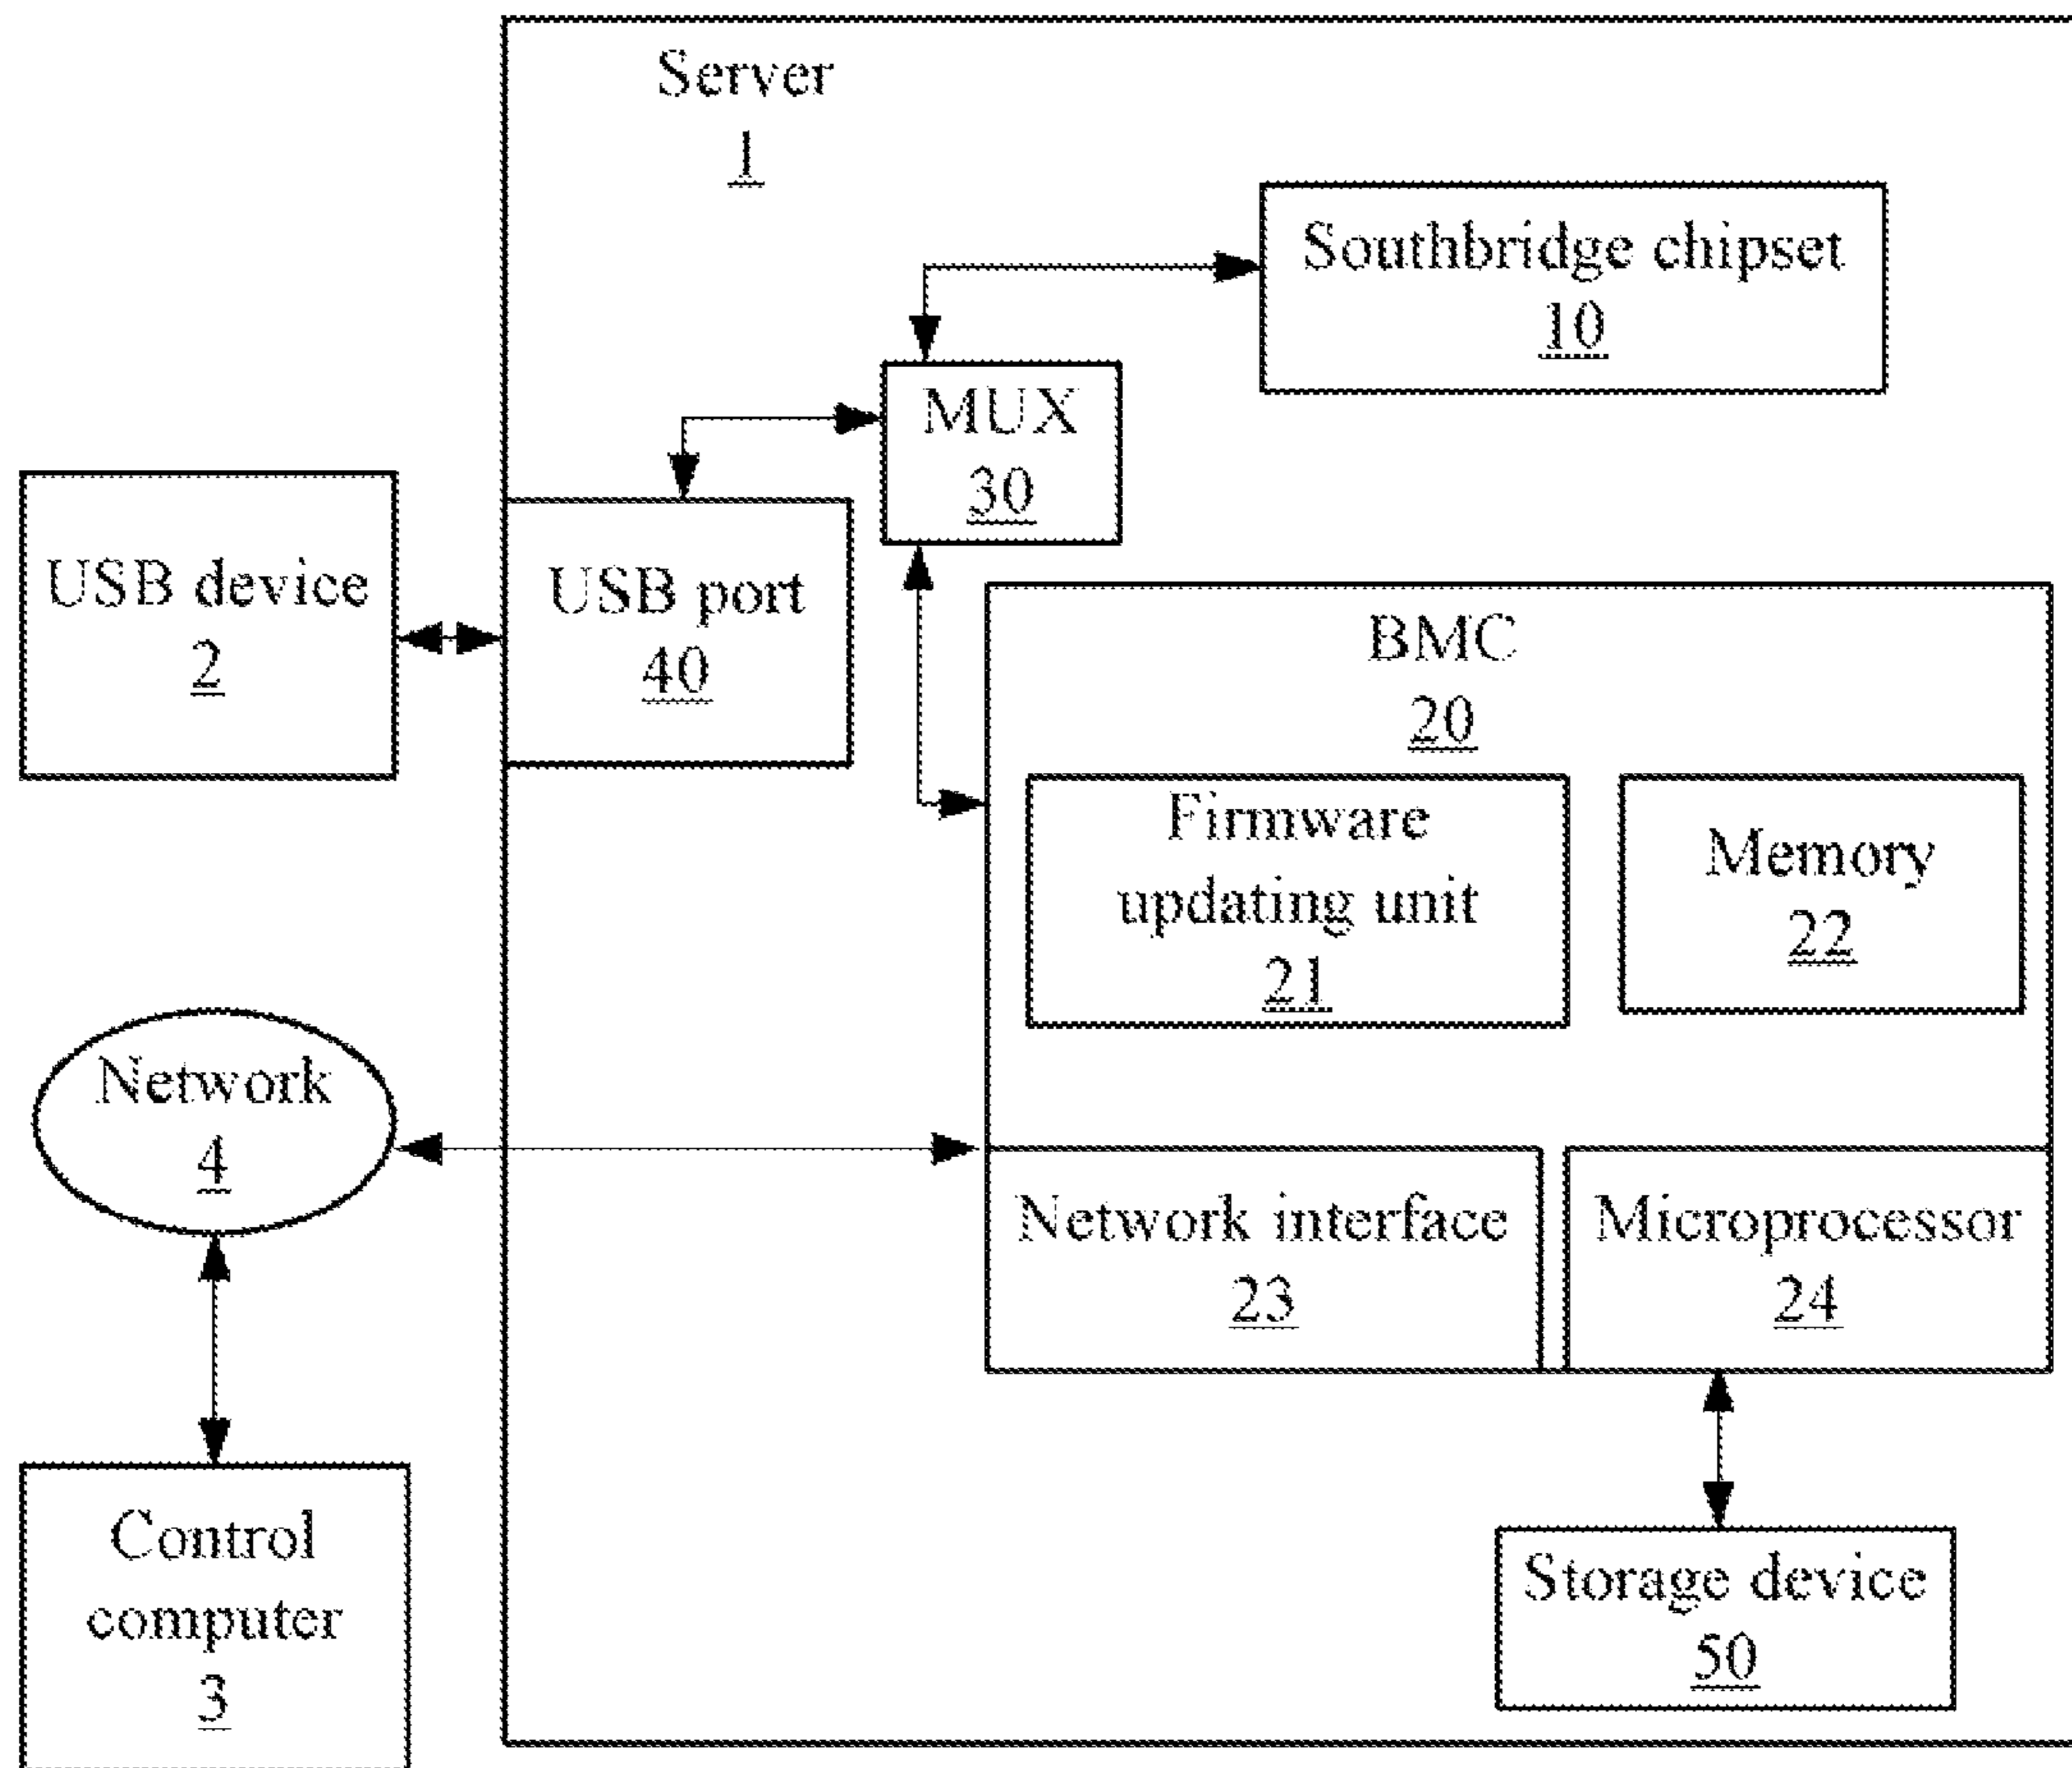 Server
1
Southbridge chipset
10
MUX
30
USB device
2
USB port
40
BMC
20
Firmware
updating unit
21
Memory
22
Network
4
Network interface
23
Microprocessor
24
Control
computer
3
Storage device
50